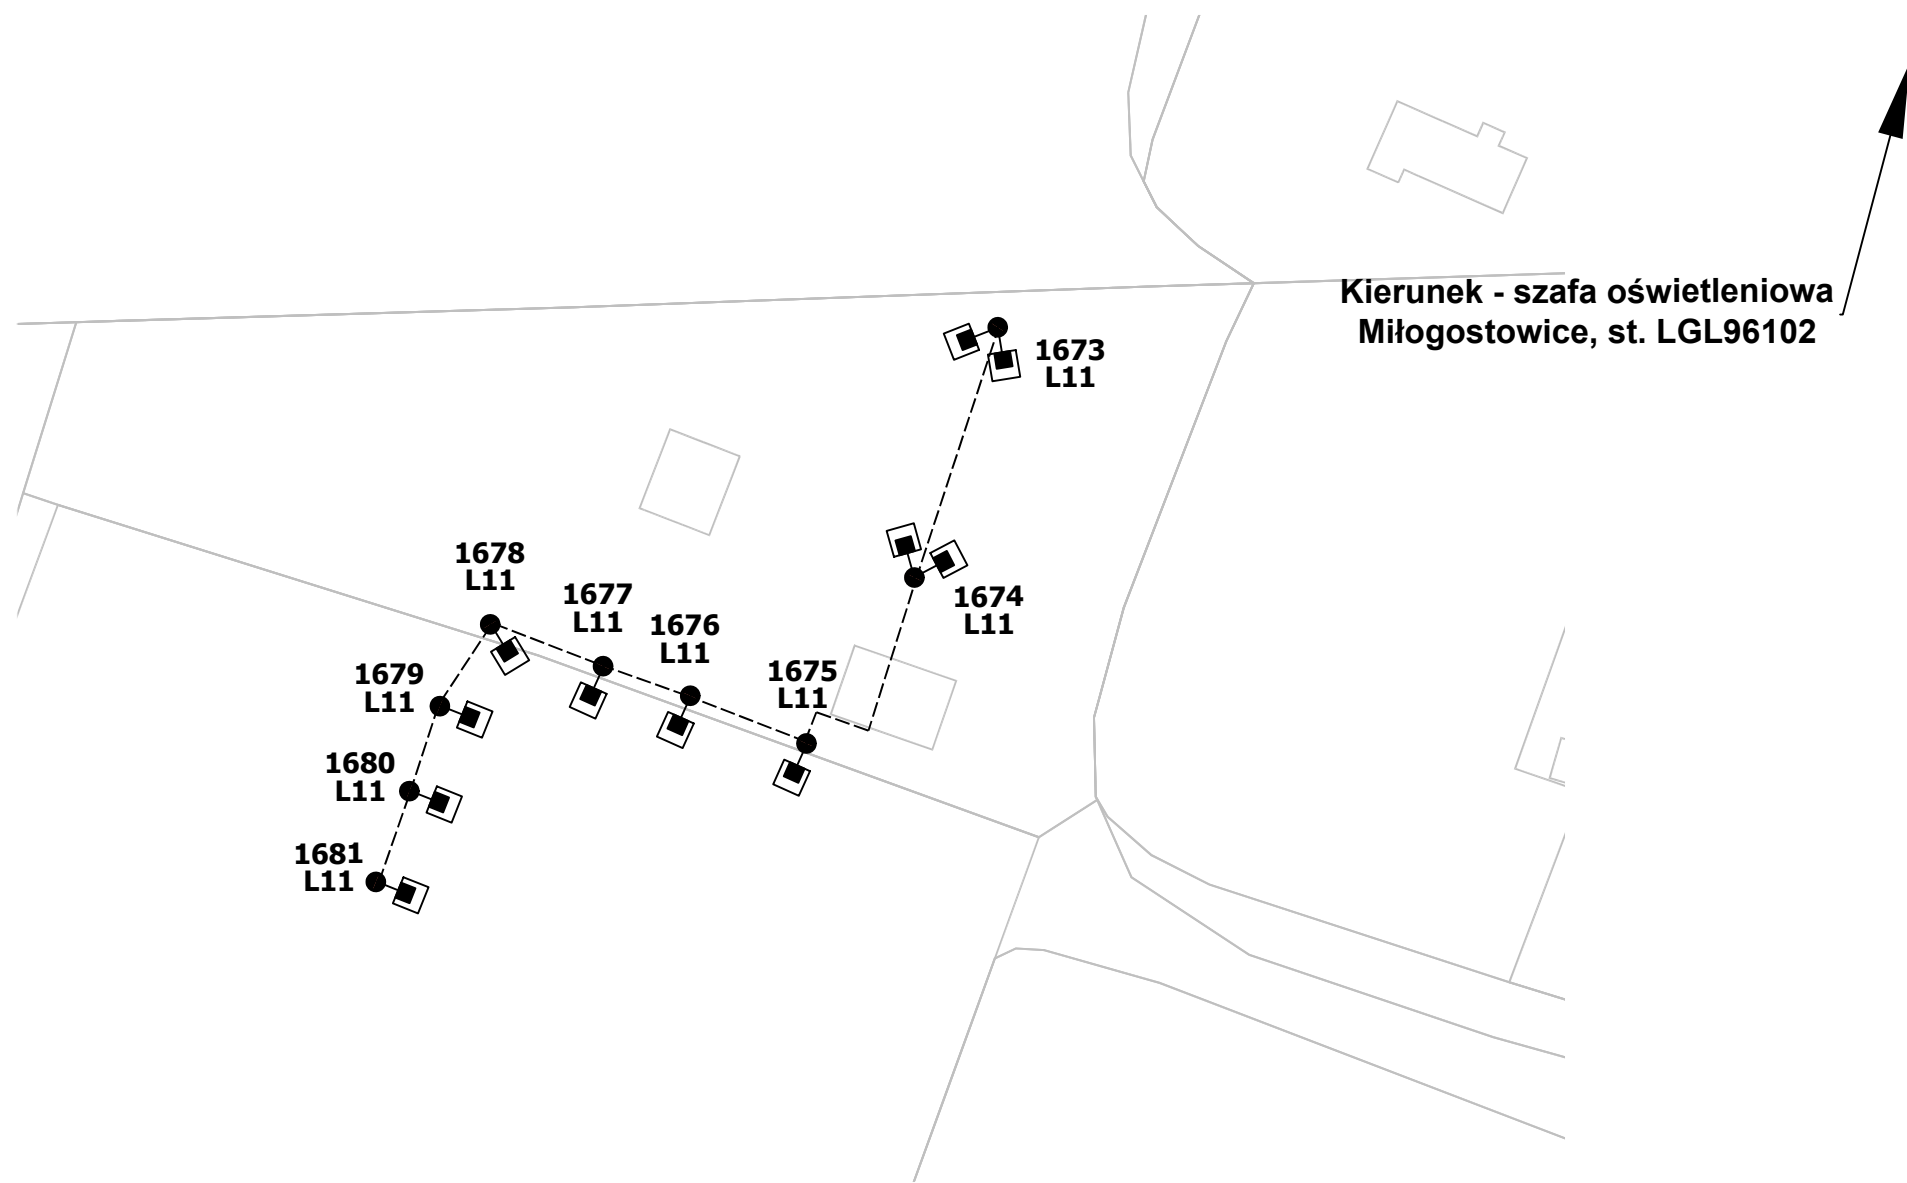 Kierunek - szafa oświetleniowa
Miłogostowice, st. LGL96102
1673
L11
1678
L11
1677
L11
1674
L11
1676
L11
1675
L11
1679
L11
1680
L11
1681
L11